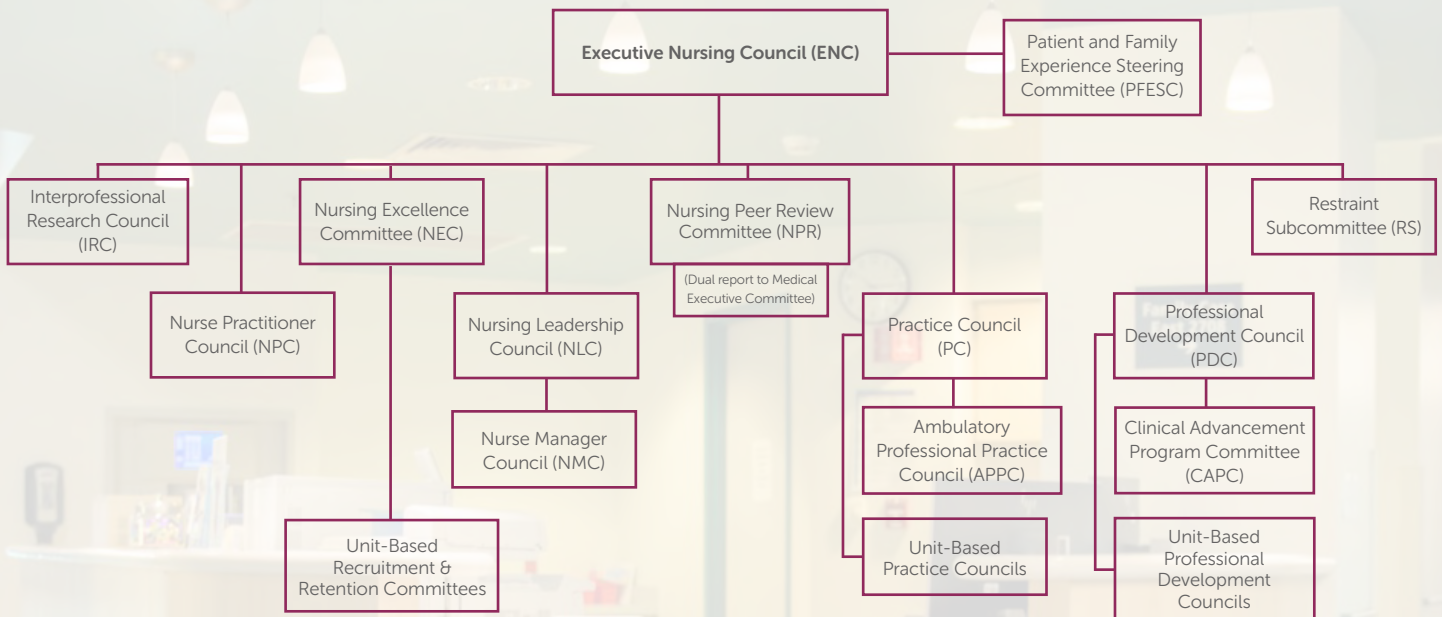 Executive Nursing Council (ENC)
Patient and Family
Experience Steering
Committee (PFESC)
Interprofessional
Research Council
(IRC)
Nursing Excellence
Committee (NEC)
Nursing Peer Review
Committee (NPR)
(Dual report to Medical
Executive Committee)
Restraint
Subcommittee (RS)
Nurse Practitioner
Council (NPC)
Nursing Leadership
Council (NLC)
Practice Council
(PC)
Professional
Development Council
(PDC)
Nurse Manager
Council (NMC)
Ambulatory
Professional Practice
Council (APPC)
Clinical Advancement
Program Committee
(CAPC)
Unit-Based
Recruitment &
Retention Committees
Unit-Based
Practice Councils
Unit-Based
Professional
Development
Councils